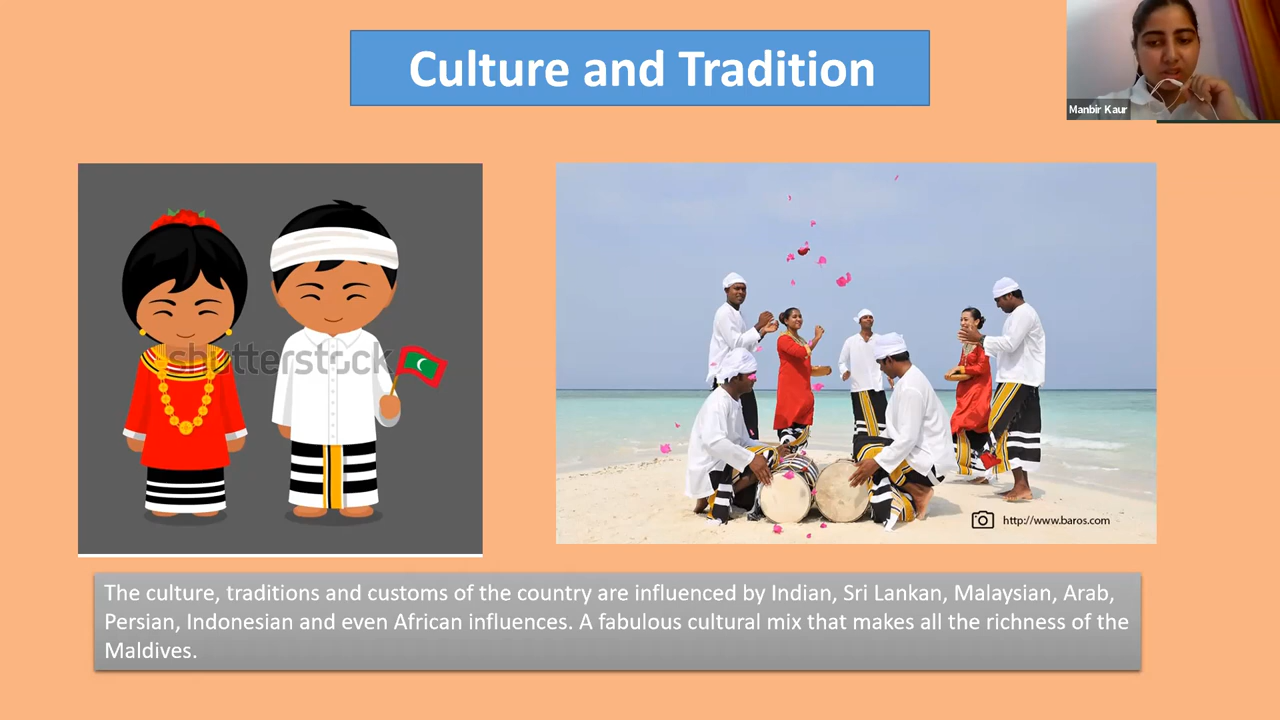 Culture and Tradition
Manbir Kaur
shutterstock
http://www.baros.com
The culture, traditions and customs of the country are influenced by Indian, Sri Lankan, Malaysian, Arab,
Persian, Indonesian and even African influences. A fabulous cultural mix that makes all the richness of the
Maldives.